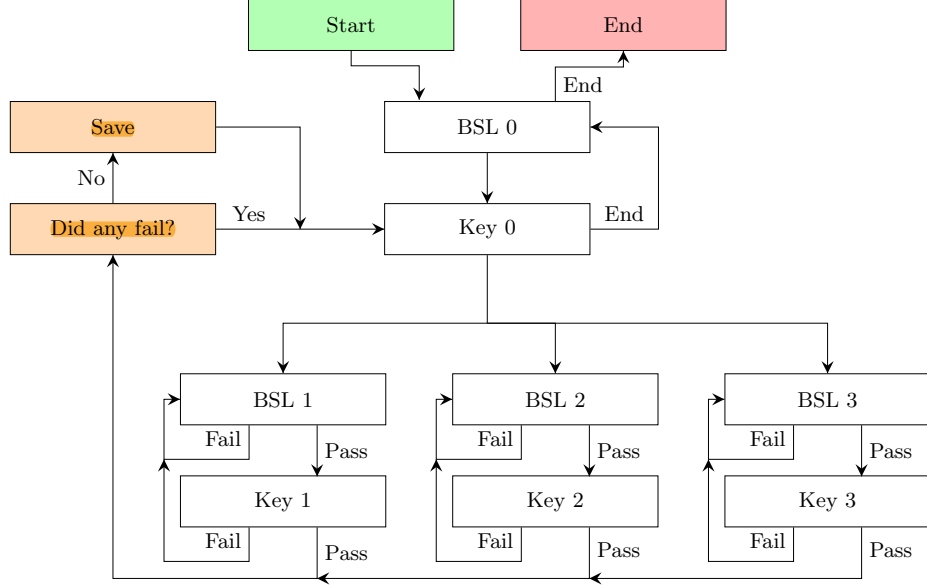 Start
End
End
Save
BSL 0
No
Did any fail?
Yes
Key 0
End
BSL 1
BSL 2
BSL 3
Fail
Pass
Fail
Pass
Fail
Pass
Key 1
Key 2
Key 3
Fail
Pass
Fail
Pass
Fail
Pass